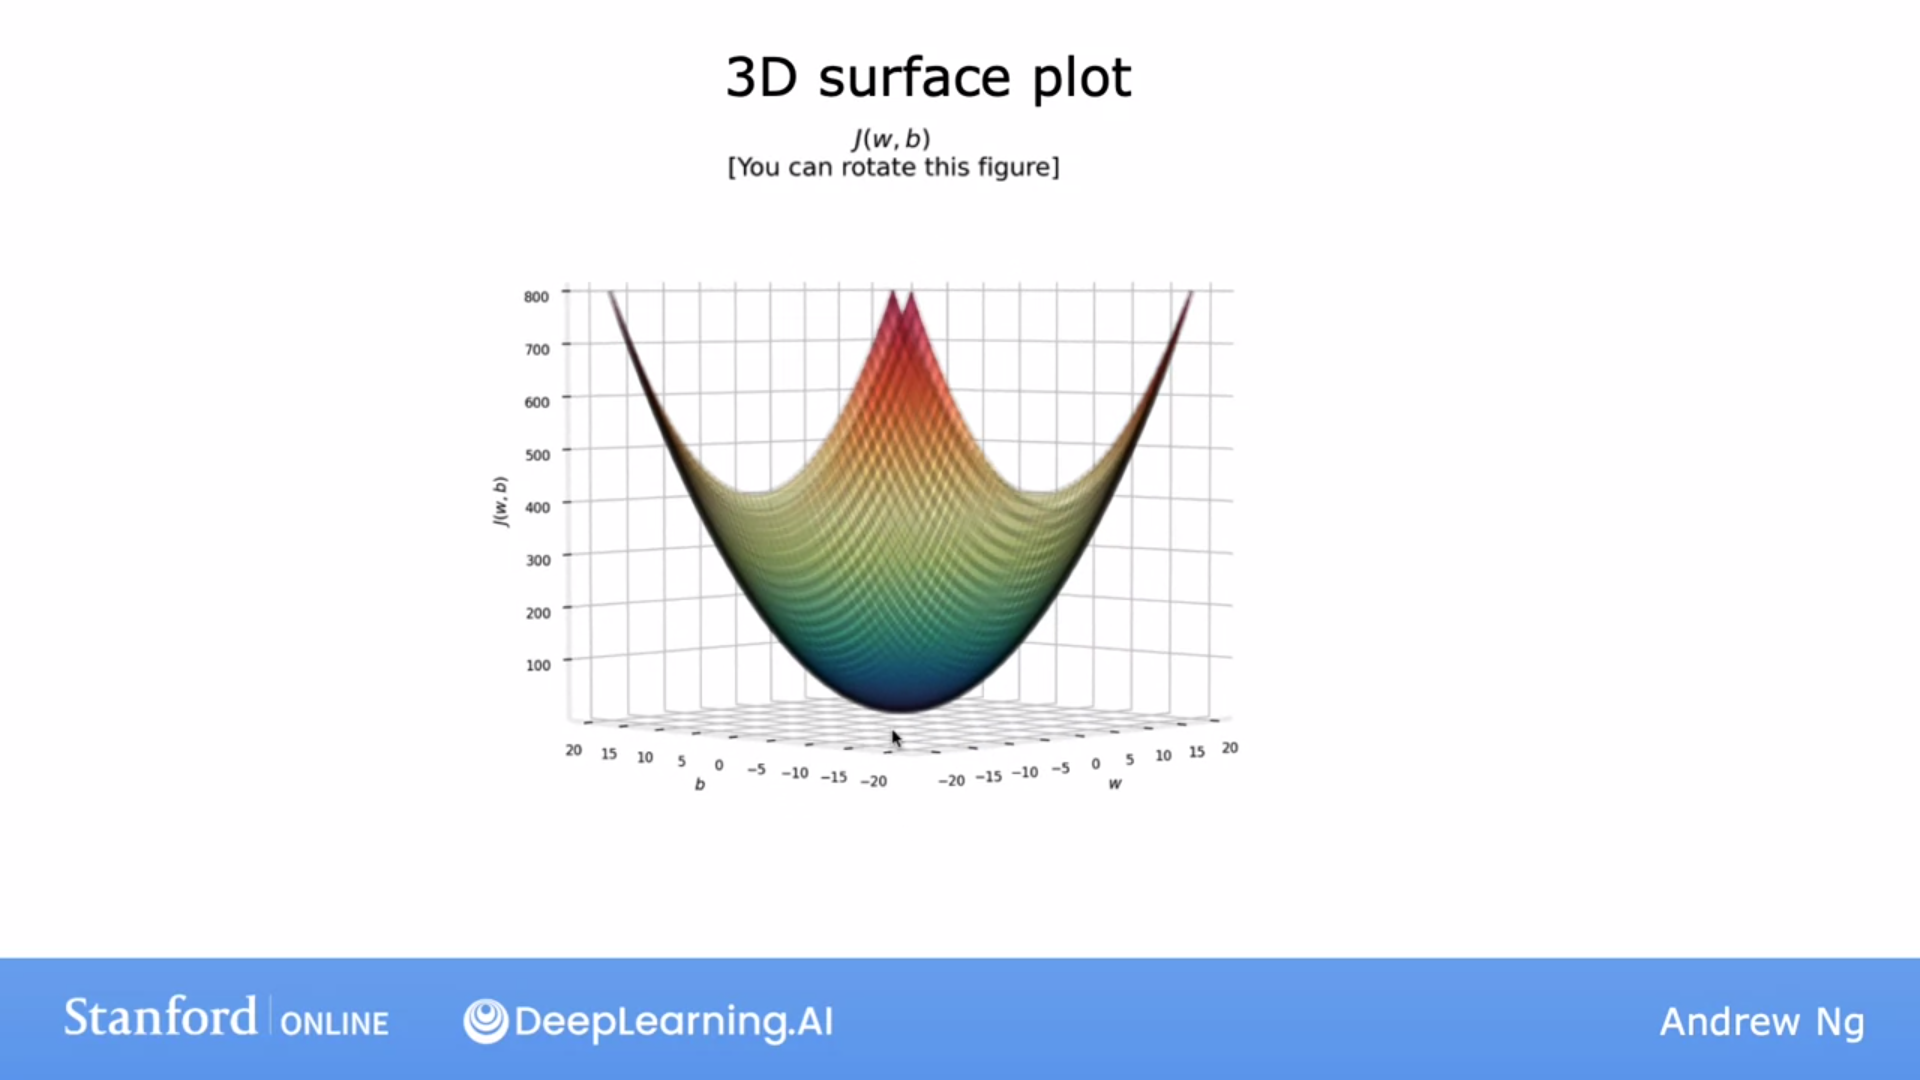 3D surface plot
J(w, b)
[You can rotate this figure]
800
700
600
500
400
300
200
100
J(w, b)
20 15 10 5 0 −5 −10 −15 −20
b
−20 −15 −10 −5 0 5 10 15 20
w
Stanford | ONLINE
DeepLearning.AI
Andrew Ng